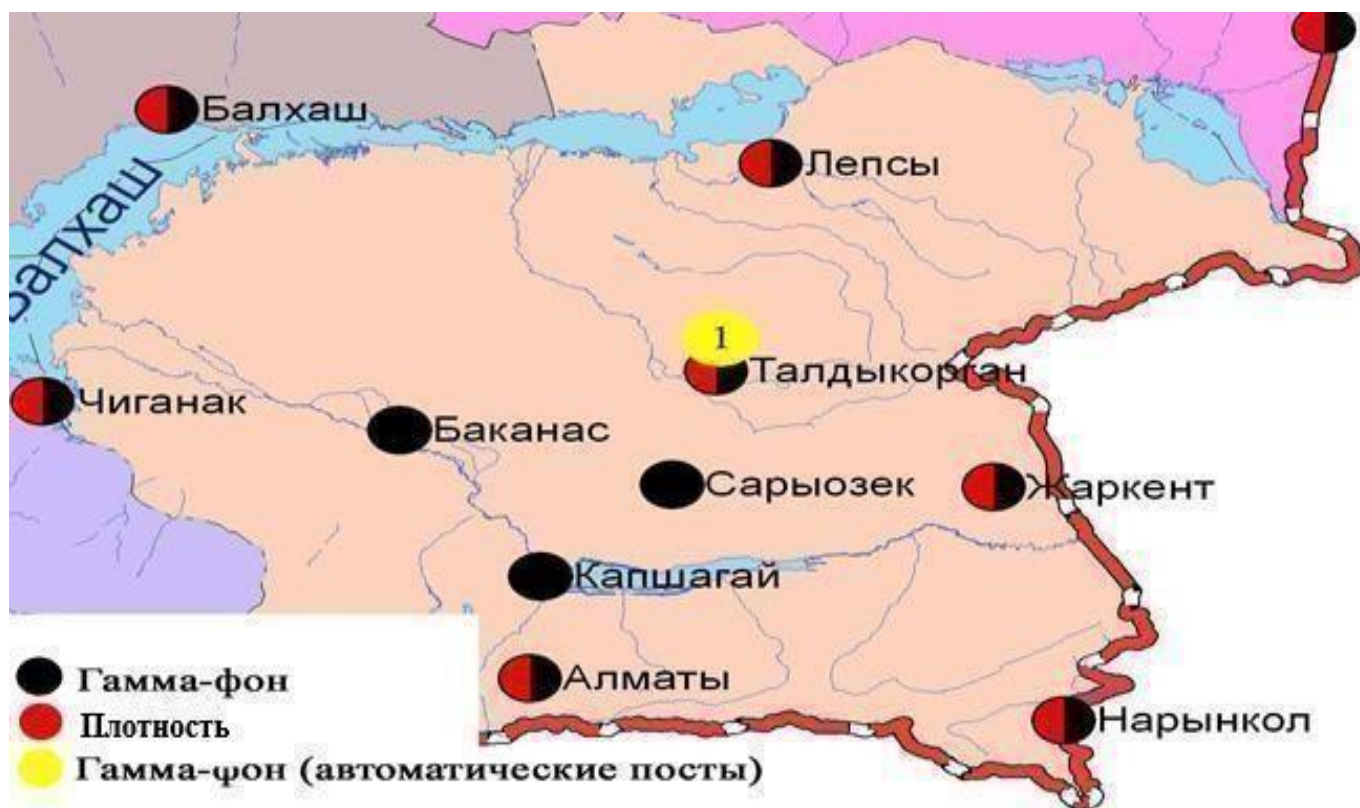 Балхаш
Балхаш
Лепсы
1
Талдыкорган
Чиганак
Баканас
Сарыозек
Жаркент
Капшагай
Алматы
Нарынкол
Гамма-фон
Плотность
Гамма-фон (автоматические посты)